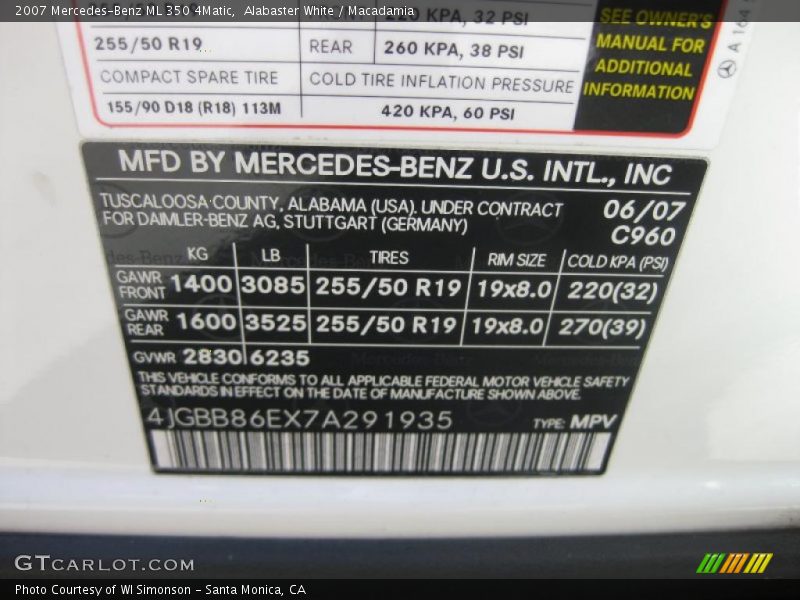 2007 Mercedes-Benz ML 350 4Matic,  Alabaster White / Macadamia
220 KPA, 32 PSI
255/50 R19 REAR 260 KPA, 38 PSI
COMPACT SPARE TIRE COLD TIRE INFLATION PRESSURE
155/90 D18 (R18) 113M 420 KPA, 60 PSI
SEE OWNER'S
MANUAL FOR
ADDITIONAL
INFORMATION
A 164
MFD BY MERCEDES-BENZ U.S. INTL., INC
TUSCALOOSA COUNTY, ALABAMA (USA). UNDER CONTRACT 06/07
FOR DAIMLER-BENZ AG, STUTTGART (GERMANY) C960
KG LB TIRES RIM SIZE COLD KPA (PSI)
GAWR FRONT 1400 3085 255/50 R19 19x8.0 220(32)
GAWR REAR 1600 3525 255/50 R19 19x8.0 270(39)
GVWR 2830 6235
THIS VEHICLE CONFORMS TO ALL APPLICABLE FEDERAL MOTOR VEHICLE SAFETY
STANDARDS IN EFFECT ON THE DATE OF MANUFACTURE SHOWN ABOVE.
4JGBB86EX7A291935 TYPE: MPV
GTCARLOT.COM
Photo Courtesy of WI Simonson - Santa Monica, CA